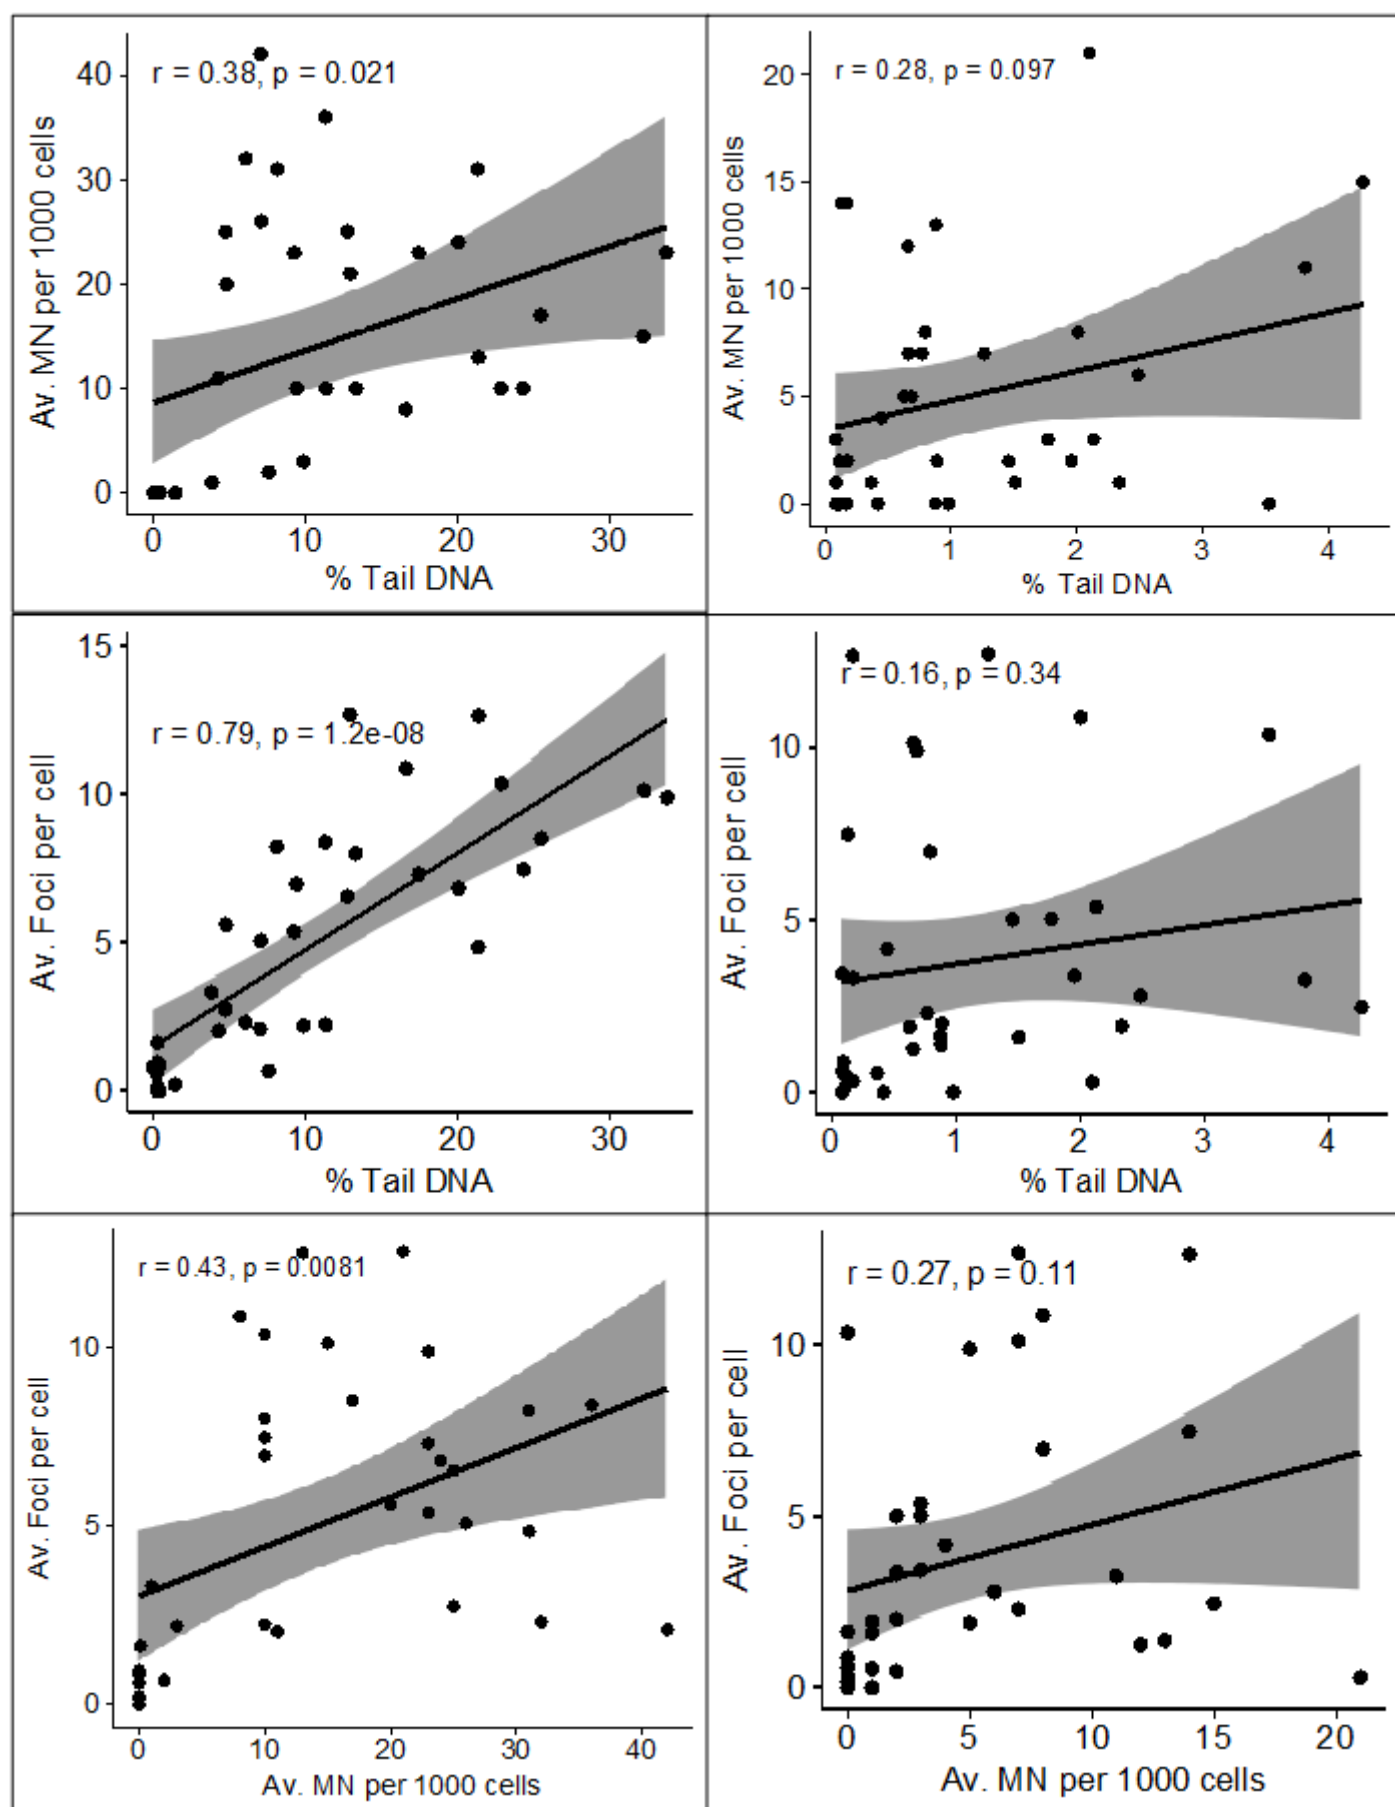 r = 0.38, p = 0.021
Av. MN per 1000 cells
40
30
20
10
0
0 10 20 30
% Tail DNA
r = 0.28, p = 0.097
Av. MN per 1000 cells
20
15
10
5
0
0 1 2 3 4
% Tail DNA
r = 0.79, p = 1.2e-08
Av. Foci per cell
15
10
5
0
0 10 20 30
% Tail DNA
r = 0.16, p = 0.34
Av. Foci per cell
10
5
0
0 1 2 3 4
% Tail DNA
r = 0.43, p = 0.0081
Av. Foci per cell
10
5
0
0 10 20 30 40
Av. MN per 1000 cells
r = 0.27, p = 0.11
Av. Foci per cell
10
5
0
0 5 10 15 20
Av. MN per 1000 cells